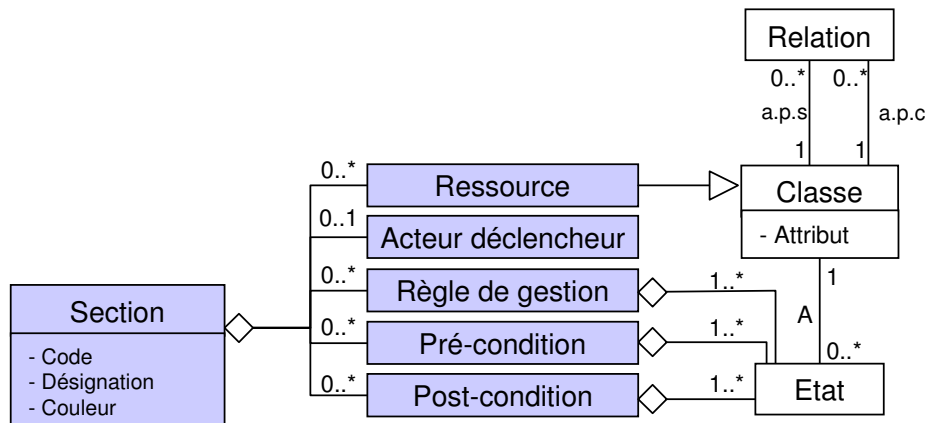 Relation
0..* 0..*
a.p.s a.p.c
1 1
0..* Ressource Classe
0..1 Acteur déclencheur - Attribut
0..* Règle de gestion 1..* 1
Section
0..* Pré-condition 1..* A
- Code
- Désignation
- Couleur
0..* Post-condition 1..* 0..*
Etat